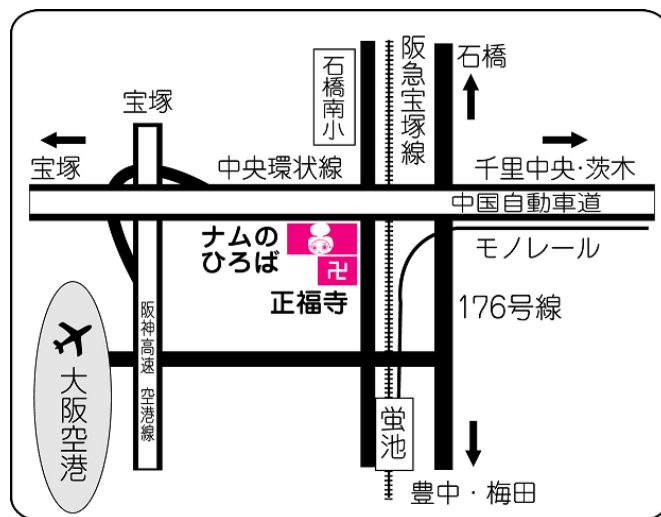 石橋
石橋南小
阪急宝塚線
宝塚
宝塚
中央環状線
千里中央・茨木
中国自動車道
ナムの
ひろば
モノレール
卍
正福寺
176号線
阪神高速 空港線
大阪空港
蛍池
豊中・梅田